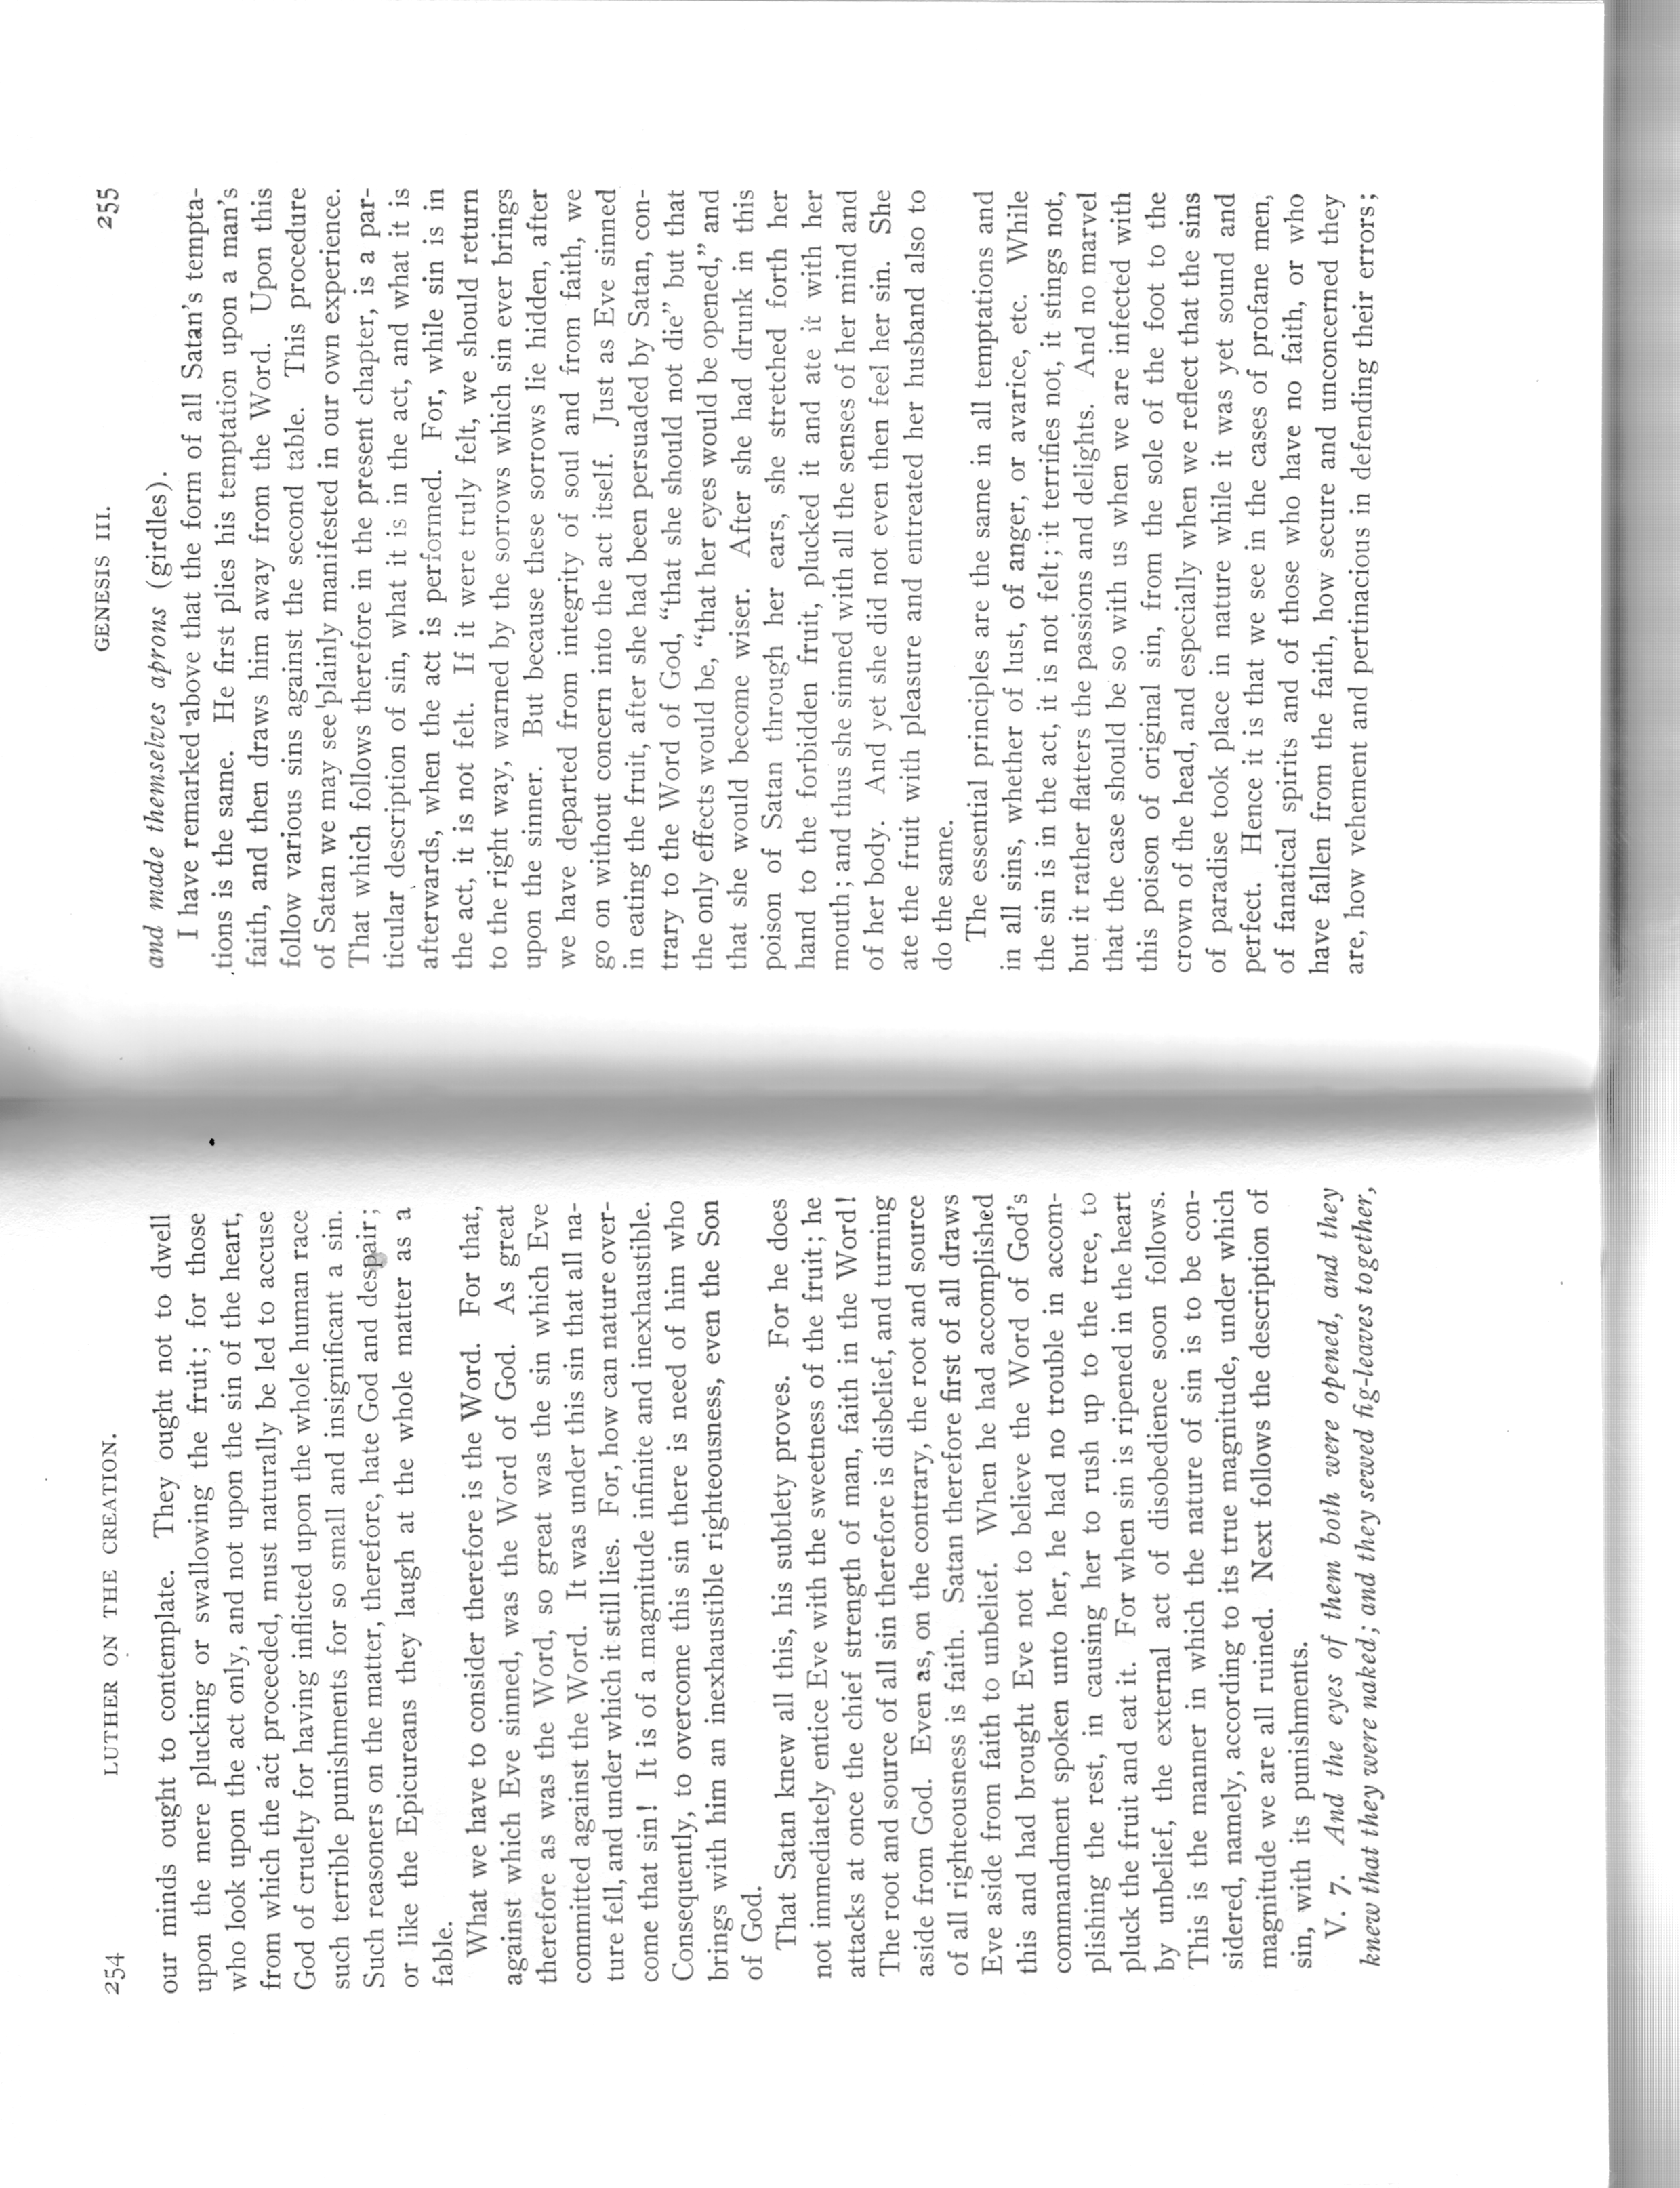 254 LUTHER ON THE CREATION.
our minds ought to contemplate. They ought not to dwell
upon the mere plucking or swallowing the fruit; for those
who look upon the act only, and not upon the sin of the heart,
from which the act proceeded, must naturally be led to accuse
God of cruelty for having inflicted upon the whole human race
such terrible punishments for so small and insignificant a sin.
Such reasoners on the matter, therefore, hate God and despair;
or like the Epicureans they laugh at the whole matter as a
fable.
What we have to consider therefore is the Word. For that,
against which Eve sinned, was the Word of God. As great
therefore as was the Word, so great was the sin which Eve
committed against the Word. It was under this sin that all na-
ture fell, and under which it still lies. For, how can nature over-
come that sin! It is of a magnitude infinite and inexhaustible.
Consequently, to overcome this sin there is need of him who
brings with him an inexhaustible righteousness, even the Son
of God.
That Satan knew all this, his subtlety proves. For he does
not immediately entice Eve with the sweetness of the fruit; he
attacks at once the chief strength of man, faith in the Word!
The root and source of all sin therefore is disbelief, and turning
aside from God. Even as, on the contrary, the root and source
of all righteousness is faith. Satan therefore first of all draws
Eve aside from faith to unbelief. When he had accomplished
this and had brought Eve not to believe the Word of God's
commandment spoken unto her, he had no trouble in accom-
plishing the rest, in causing her to rush up to the tree, to
pluck the fruit and eat it. For when sin is ripened in the heart
by unbelief, the external act of disobedience soon follows.
This is the manner in which the nature of sin is to be con-
sidered, namely, according to its true magnitude, under which
magnitude we are all ruined. Next follows the description of
sin, with its punishments.
V. 7. And the eyes of them both were opened, and they
knew that they were naked; and they sewed fig-leaves together,
GENESIS III. 255
and made themselves aprons (girdles).
I have remarked above that the form of all Satan's tempta-
tions is the same. He first plies his temptation upon a man's
faith, and then draws him away from the Word. Upon this
follow various sins against the second table. This procedure
of Satan we may see plainly manifested in our own experience.
That which follows therefore in the present chapter, is a par-
ticular description of sin, what it is in the act, and what it is
afterwards, when the act is performed. For, while sin is in
the act, it is not felt. If it were truly felt, we should return
to the right way, warned by the sorrows which sin ever brings
upon the sinner. But because these sorrows lie hidden, after
we have departed from integrity of soul and from faith, we
go on without concern into the act itself. Just as Eve sinned
in eating the fruit, after she had been persuaded by Satan, con-
trary to the Word of God, "that she should not die" but that
the only effects would be, "that her eyes would be opened," and
that she would become wiser. After she had drunk in this
poison of Satan through her ears, she stretched forth her
hand to the forbidden fruit, plucked it and ate it with her
mouth; and thus she sinned with all the senses of her mind and
of her body. And yet she did not even then feel her sin. She
ate the fruit with pleasure and entreated her husband also to
do the same.
The essential principles are the same in all temptations and
in all sins, whether of lust, of anger, or avarice, etc. While
the sin is in the act, it is not felt; it terrifies not, it stings not,
but it rather flatters the passions and delights. And no marvel
that the case should be so with us when we are infected with
this poison of original sin, from the sole of the foot to the
crown of the head, and especially when we reflect that the sins
of paradise took place in nature while it was yet sound and
perfect. Hence it is that we see in the cases of profane men,
of fanatical spirits and of those who have no faith, or who
have fallen from the faith, how secure and unconcerned they
are, how vehement and pertinacious in defending their errors;